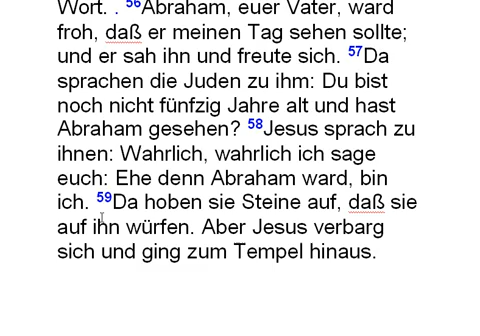 Wort. . 56Abraham, euer Vater, ward
froh, daß er meinen Tag sehen sollte;
und er sah ihn und freute sich. 57Da
sprachen die Juden zu ihm: Du bist
noch nicht fünfzig Jahre alt und hast
Abraham gesehen? 58Jesus sprach zu
ihnen: Wahrlich, wahrlich ich sage
euch: Ehe denn Abraham ward, bin
ich. 59Da hoben sie Steine auf, daß sie
auf ihn würfen. Aber Jesus verbarg
sich und ging zum Tempel hinaus.